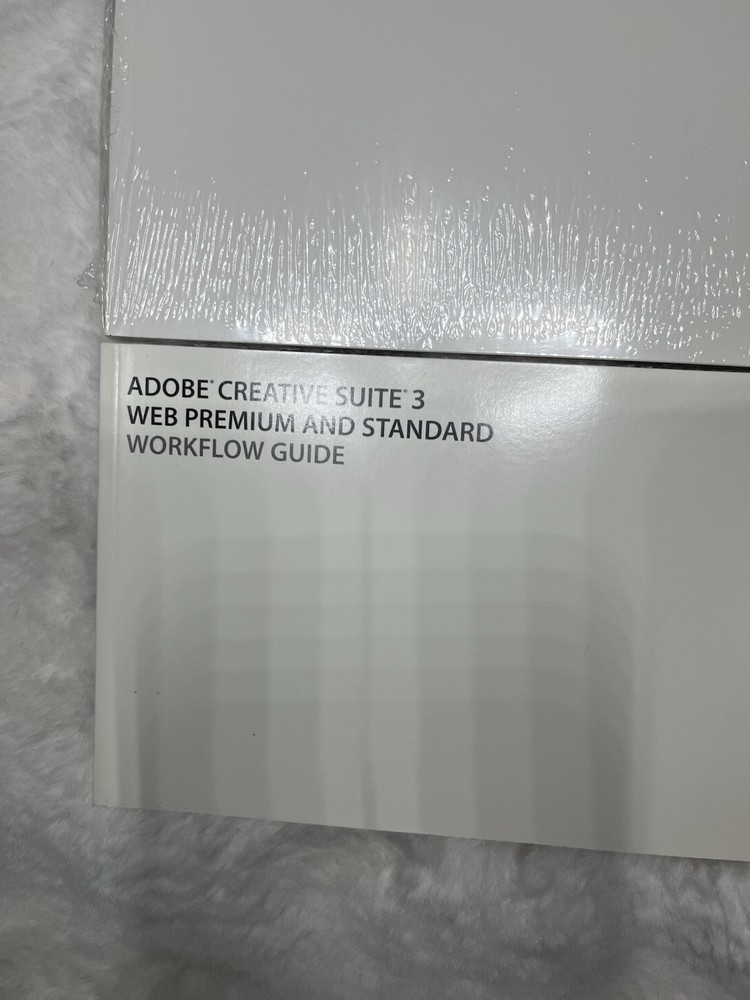 ADOBE® CREATIVE SUITE® 3
WEB PREMIUM AND STANDARD
WORKFLOW GUIDE